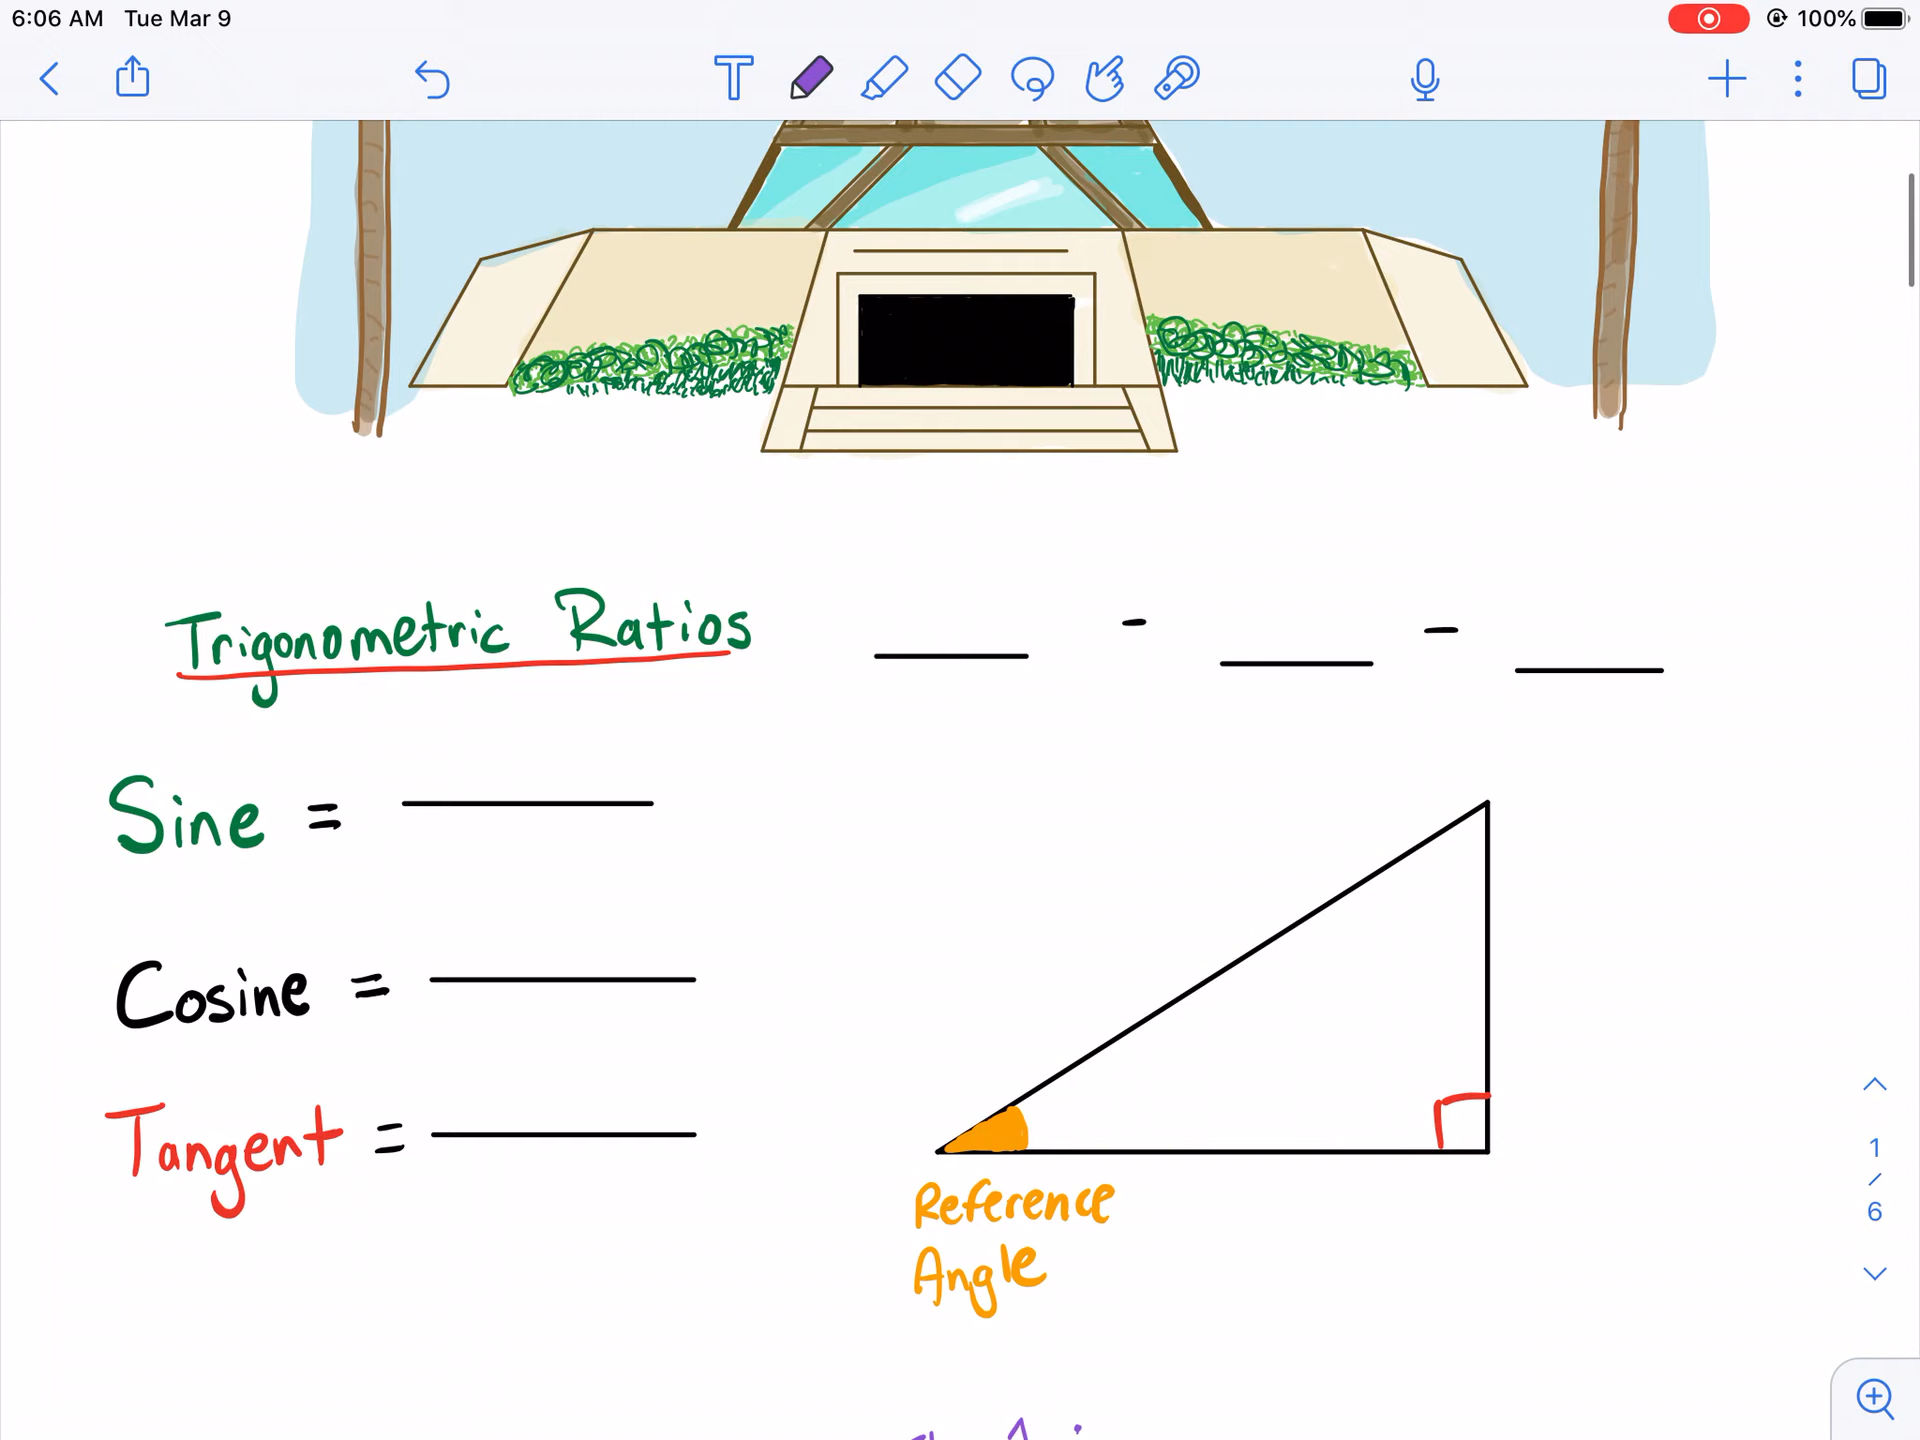 6:06 AM Tue Mar 9
100%
Trigonometric Ratios
Sine =
Cosine =
Tangent =
Reference
Angle
1
/
6